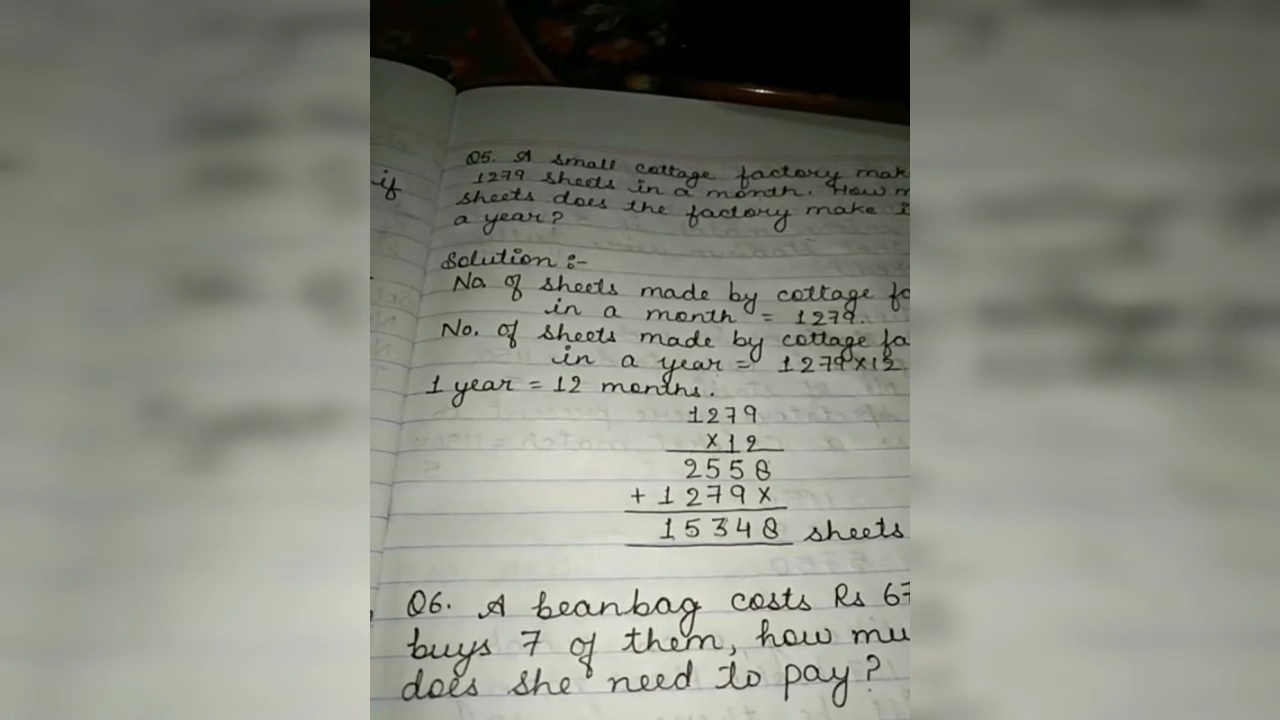 if
Q5. A small cottage factory mak
1279 sheets in a month. How m
sheets does the factory make i
a year?
Solution :-
No. of sheets made by cottage fa
in a month = 1279.
No. of sheets made by cottage fa
in a year = 1279×12.
1 year = 12 months.
1279
×12
2558
+ 1279×
15348 sheets
Q6. A beanbag costs Rs 67
buys 7 of them, how mu
does she need to pay?